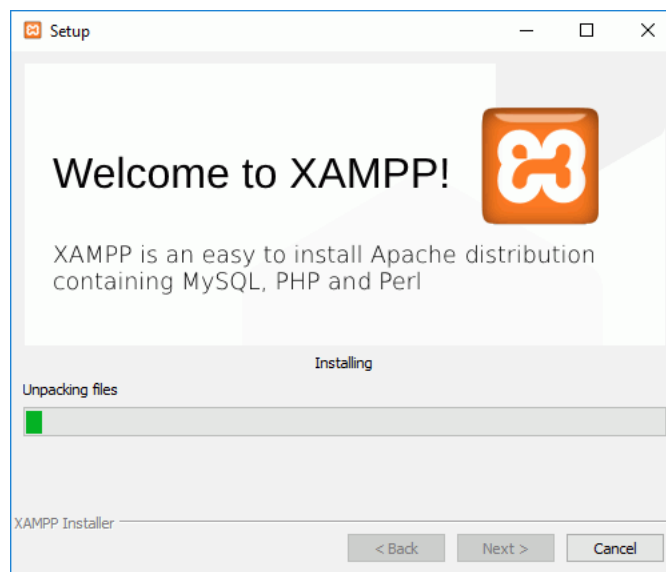 Setup
Welcome to XAMPP!
XAMPP is an easy to install Apache distribution
containing MySQL, PHP and Perl
Installing
Unpacking files
XAMPP Installer
< Back Next > Cancel